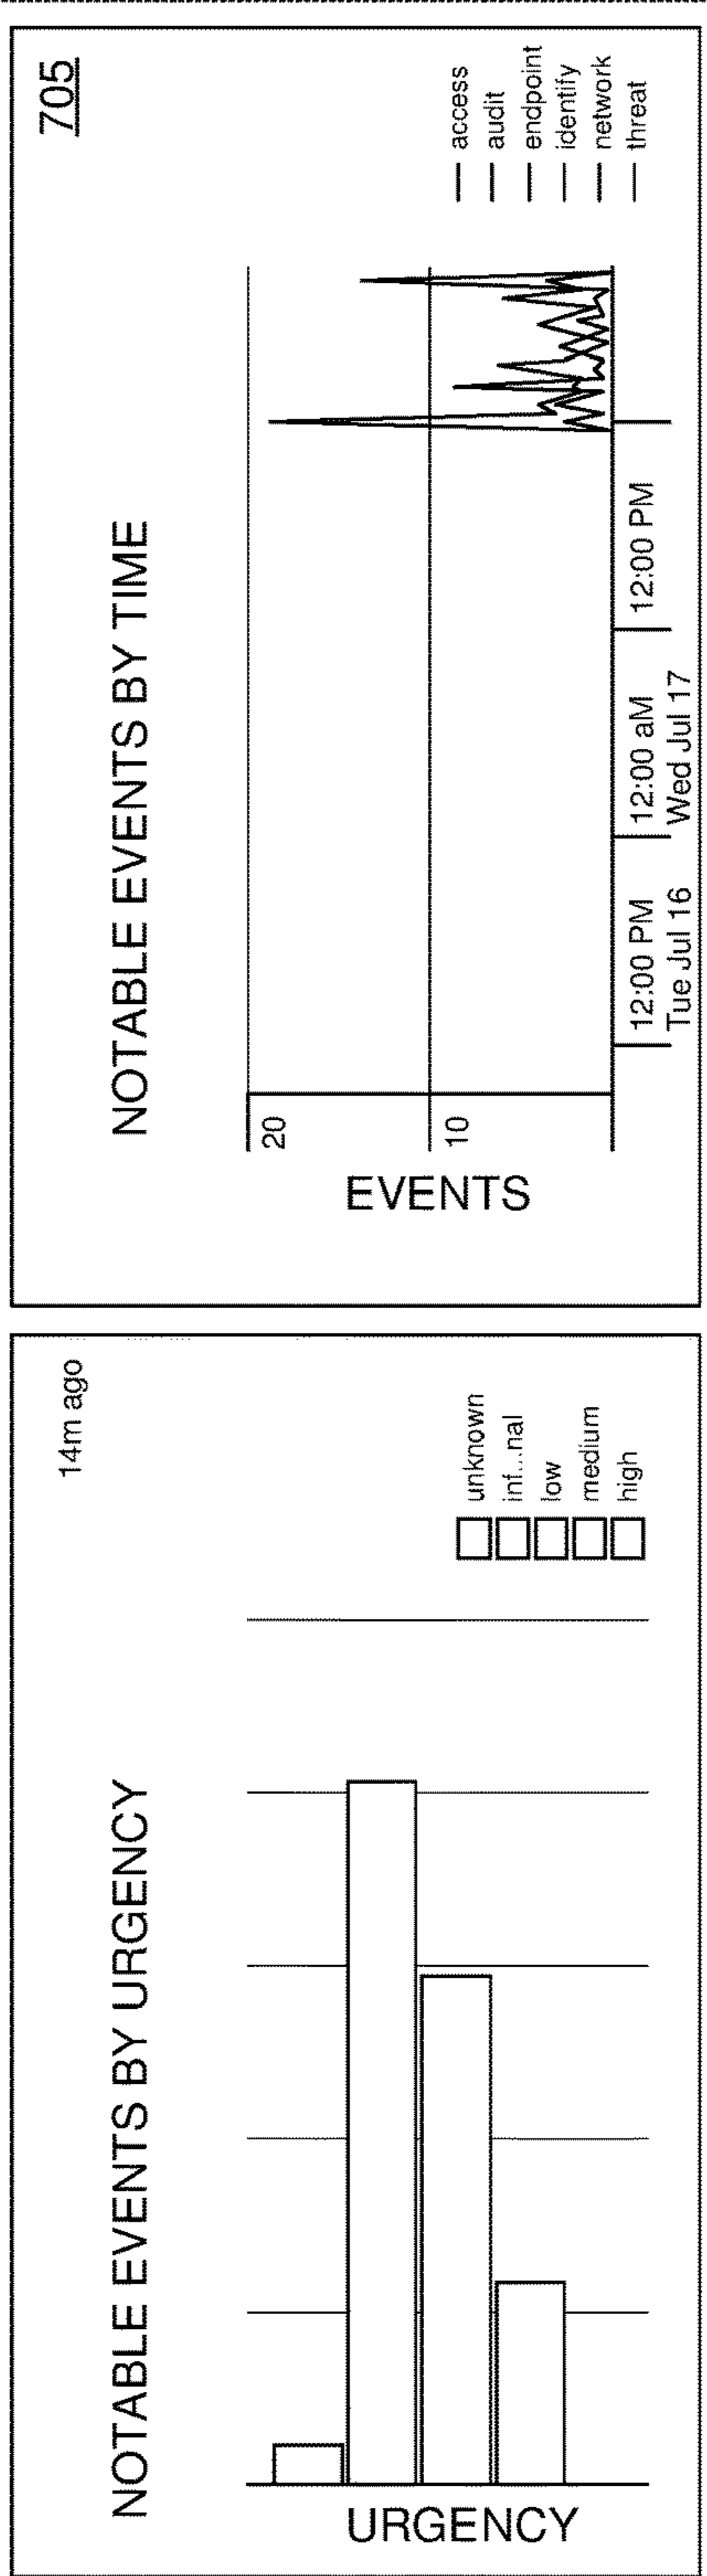 NOTABLE EVENTS BY URGENCY
14m ago
URGENCY
unknown
inf...nal
low
medium
high
705
NOTABLE EVENTS BY TIME
EVENTS
20
10
12:00 PM
Tue Jul 16
12:00 aM
Wed Jul 17
12:00 PM
access
audit
endpoint
identify
network
threat